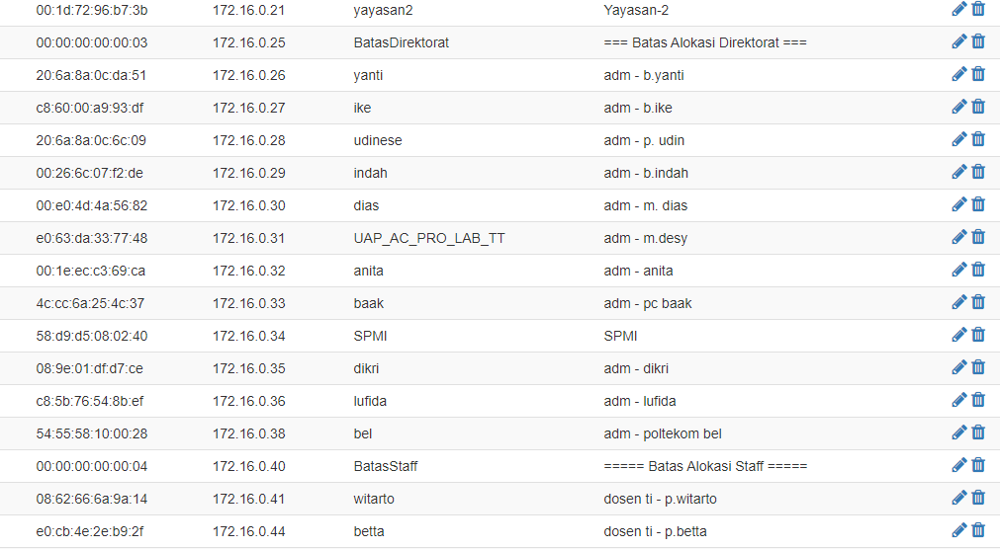 00:1d:72:96:b7:3b 172.16.0.21 yayasan2 Yayasan-2
00:00:00:00:00:03 172.16.0.25 BatasDirektorat === Batas Alokasi Direktorat ===
20:6a:8a:0c:da:51 172.16.0.26 yanti adm - b.yanti
c8:60:00:a9:93:df 172.16.0.27 ike adm - b.ike
20:6a:8a:0c:6c:09 172.16.0.28 udinese adm - p. udin
00:26:6c:07:f2:de 172.16.0.29 indah adm - b.indah
00:e0:4d:4a:56:82 172.16.0.30 dias adm - m. dias
e0:63:da:33:77:48 172.16.0.31 UAP_AC_PRO_LAB_TT adm - m.desy
00:1e:ec:c3:69:ca 172.16.0.32 anita adm - anita
4c:cc:6a:25:4c:37 172.16.0.33 baak adm - pc baak
58:d9:d5:08:02:40 172.16.0.34 SPMI SPMI
08:9e:01:df:d7:ce 172.16.0.35 dikri adm - dikri
c8:5b:76:54:8b:ef 172.16.0.36 lufida adm - lufida
54:55:58:10:00:28 172.16.0.38 bel adm - poltekom bel
00:00:00:00:00:04 172.16.0.40 BatasStaff ===== Batas Alokasi Staff =====
08:62:66:6a:9a:14 172.16.0.41 witarto dosen ti - p.witarto
e0:cb:4e:2e:b9:2f 172.16.0.44 betta dosen ti - p.betta